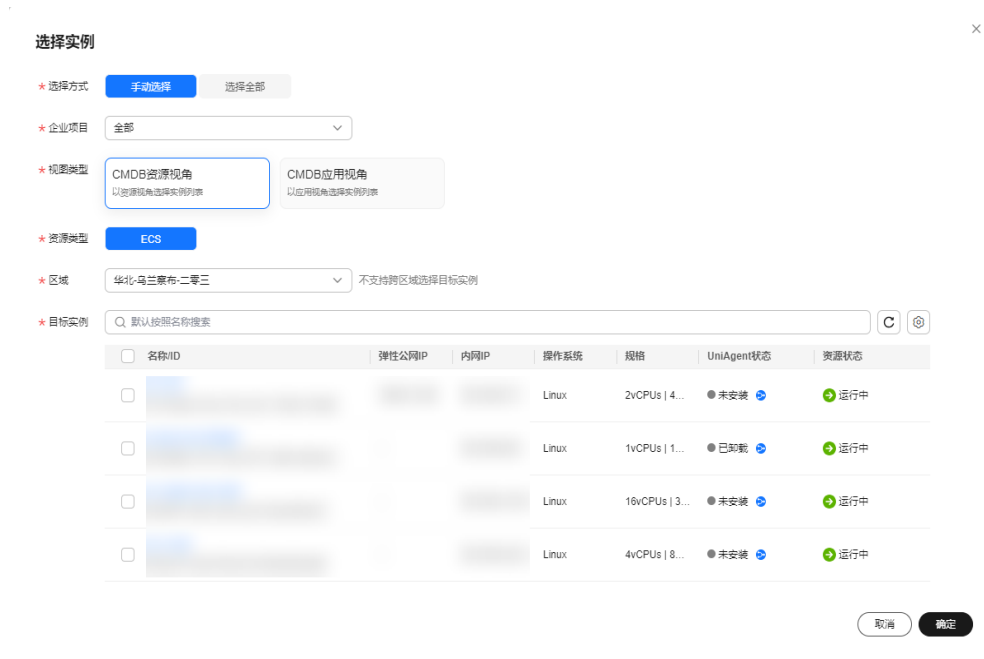 选择实例
* 选择方式 手动选择 选择全部
* 企业项目 全部
* 视图类型 CMDB资源视角 CMDB应用视角
以资源视角选择实例列表 以应用视角选择实例列表
* 资源类型 ECS
* 区域 华北-乌兰察布-二零三 不支持跨区域选择目标实例
* 目标实例 默认按照名称搜索
名称/ID 弹性公网IP 内网IP 操作系统 规格 UniAgent状态 资源状态
Linux 2vCPUs | 4... 未安装 运行中
Linux 1vCPUs | 1... 已卸载 运行中
Linux 16vCPUs | 3... 未安装 运行中
Linux 4vCPUs | 8... 未安装 运行中
取消 确定